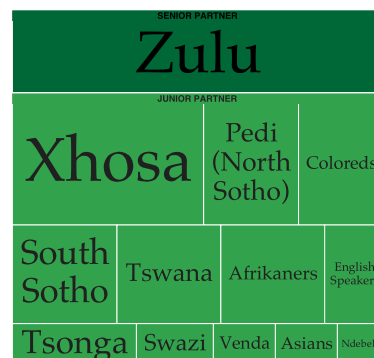 SENIOR PARTNER
Zulu
JUNIOR PARTNER
Xhosa
Pedi
(North
Sotho)
Coloreds
South
Sotho
Tswana
Afrikaners
English
Speaker
Tsonga
Swazi
Venda
Asians
Ndebel